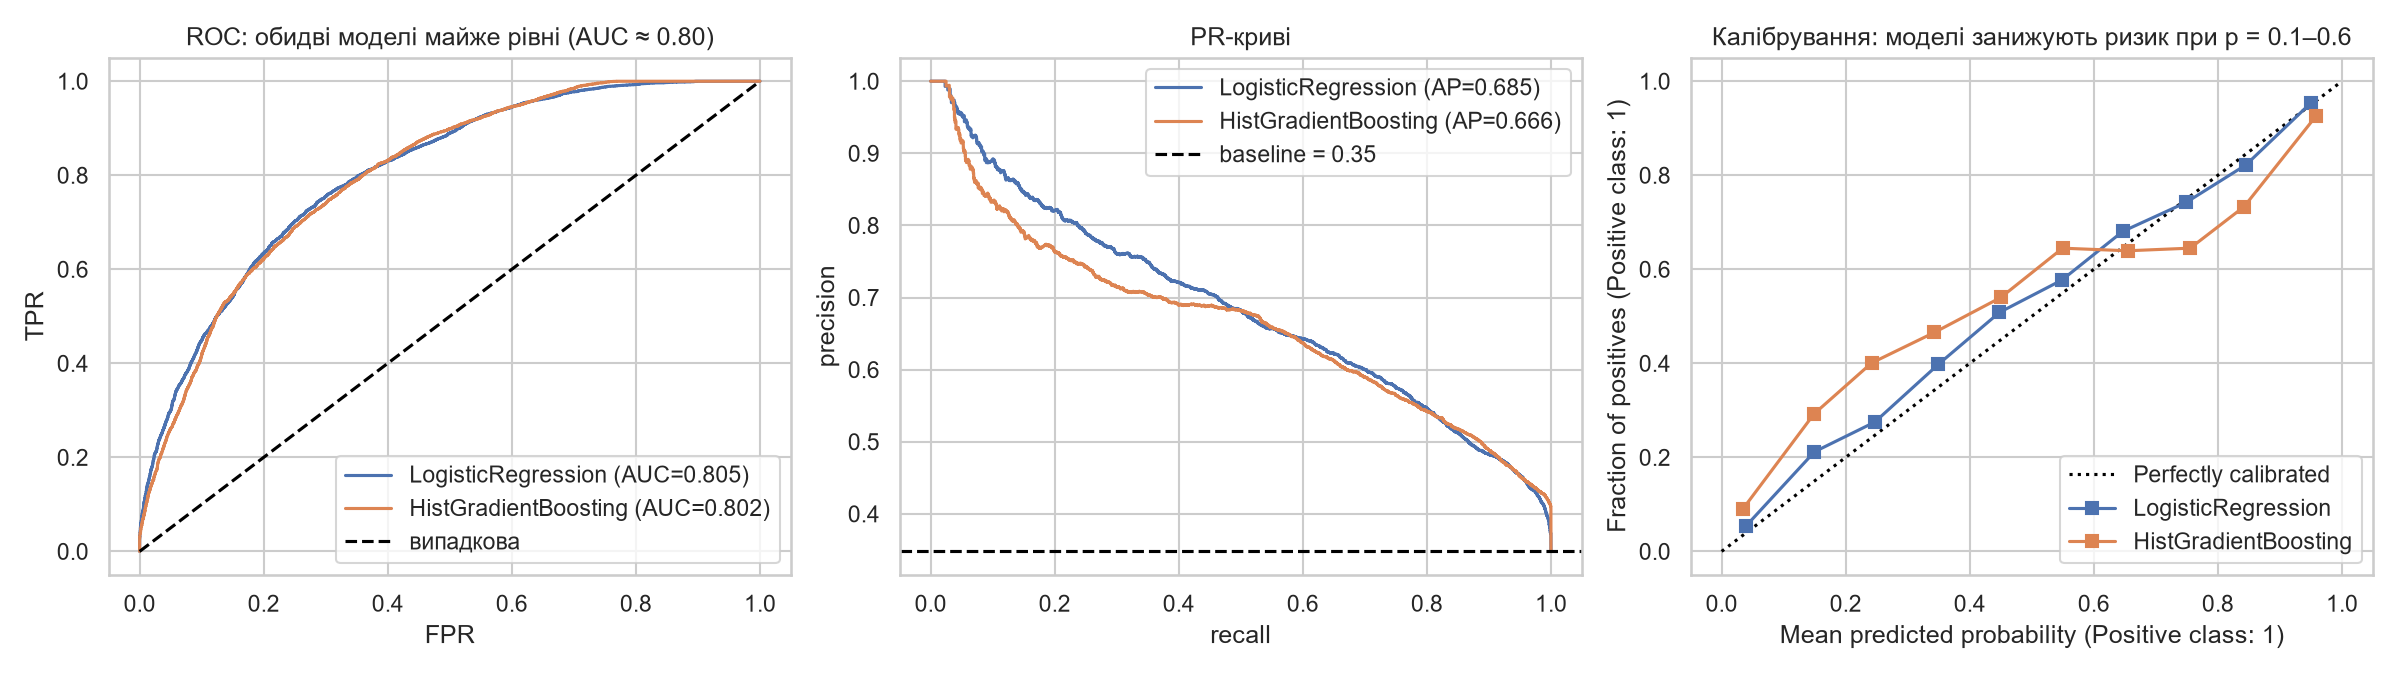 ROC: обидві моделі майже рівні (AUC ≈ 0.80)
TPR
1.0
0.8
0.6
0.4
0.2
0.0
LogisticRegression (AUC=0.805)
HistGradientBoosting (AUC=0.802)
випадкова
0.0 0.2 0.4 0.6 0.8 1.0
FPR
PR-криві
precision
1.0
0.9
0.8
0.7
0.6
0.5
0.4
LogisticRegression (AP=0.685)
HistGradientBoosting (AP=0.666)
baseline = 0.35
0.0 0.2 0.4 0.6 0.8 1.0
recall
Калібрування: моделі занижують ризик при p = 0.1–0.6
Fraction of positives (Positive class: 1)
1.0
0.8
0.6
0.4
0.2
0.0
Perfectly calibrated
LogisticRegression
HistGradientBoosting
0.0 0.2 0.4 0.6 0.8 1.0
Mean predicted probability (Positive class: 1)